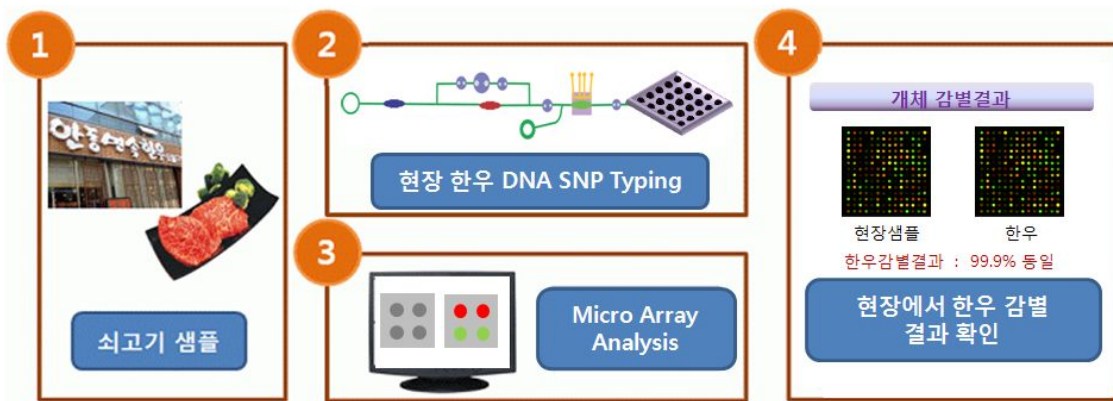 1
쇠고기 샘플
2
현장 한우 DNA SNP Typing
3
Micro Array
Analysis
4
개체 감별결과
현장샘플
한우
한우감별결과 : 99.9% 동일
현장에서 한우 감별
결과 확인